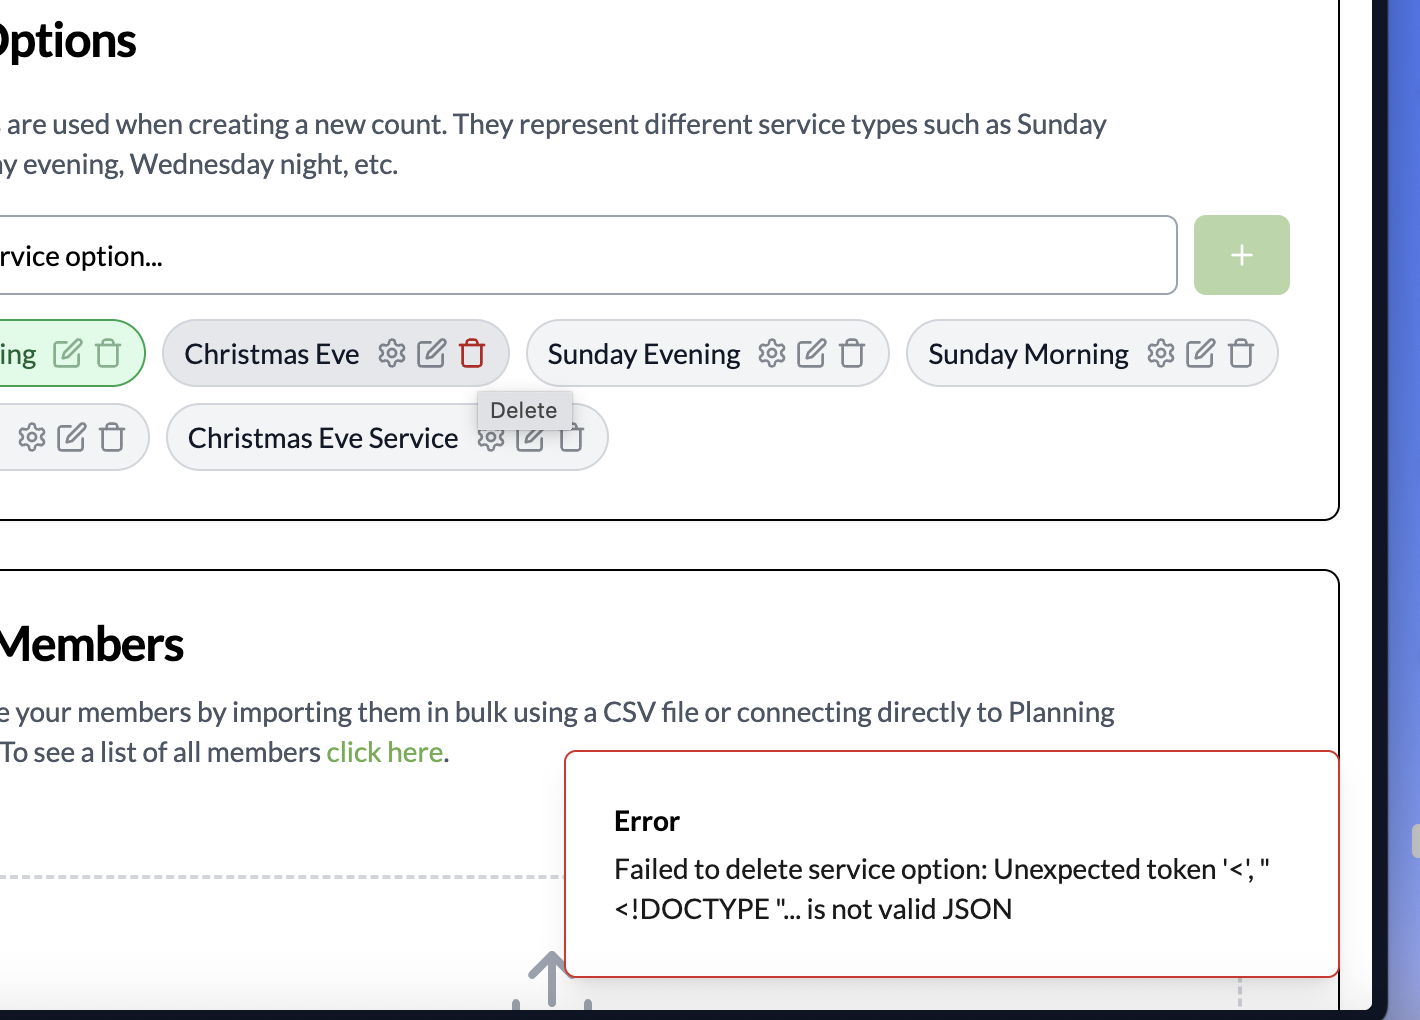 Options
are used when creating a new count. They represent different service types such as Sunday
y evening, Wednesday night, etc.
rvice option...
+
ing
Christmas Eve
Sunday Evening
Sunday Morning
Delete
Christmas Eve Service
Members
e your members by importing them in bulk using a CSV file or connecting directly to Planning
To see a list of all members click here.
Error
Failed to delete service option: Unexpected token '<', "
<!DOCTYPE "... is not valid JSON